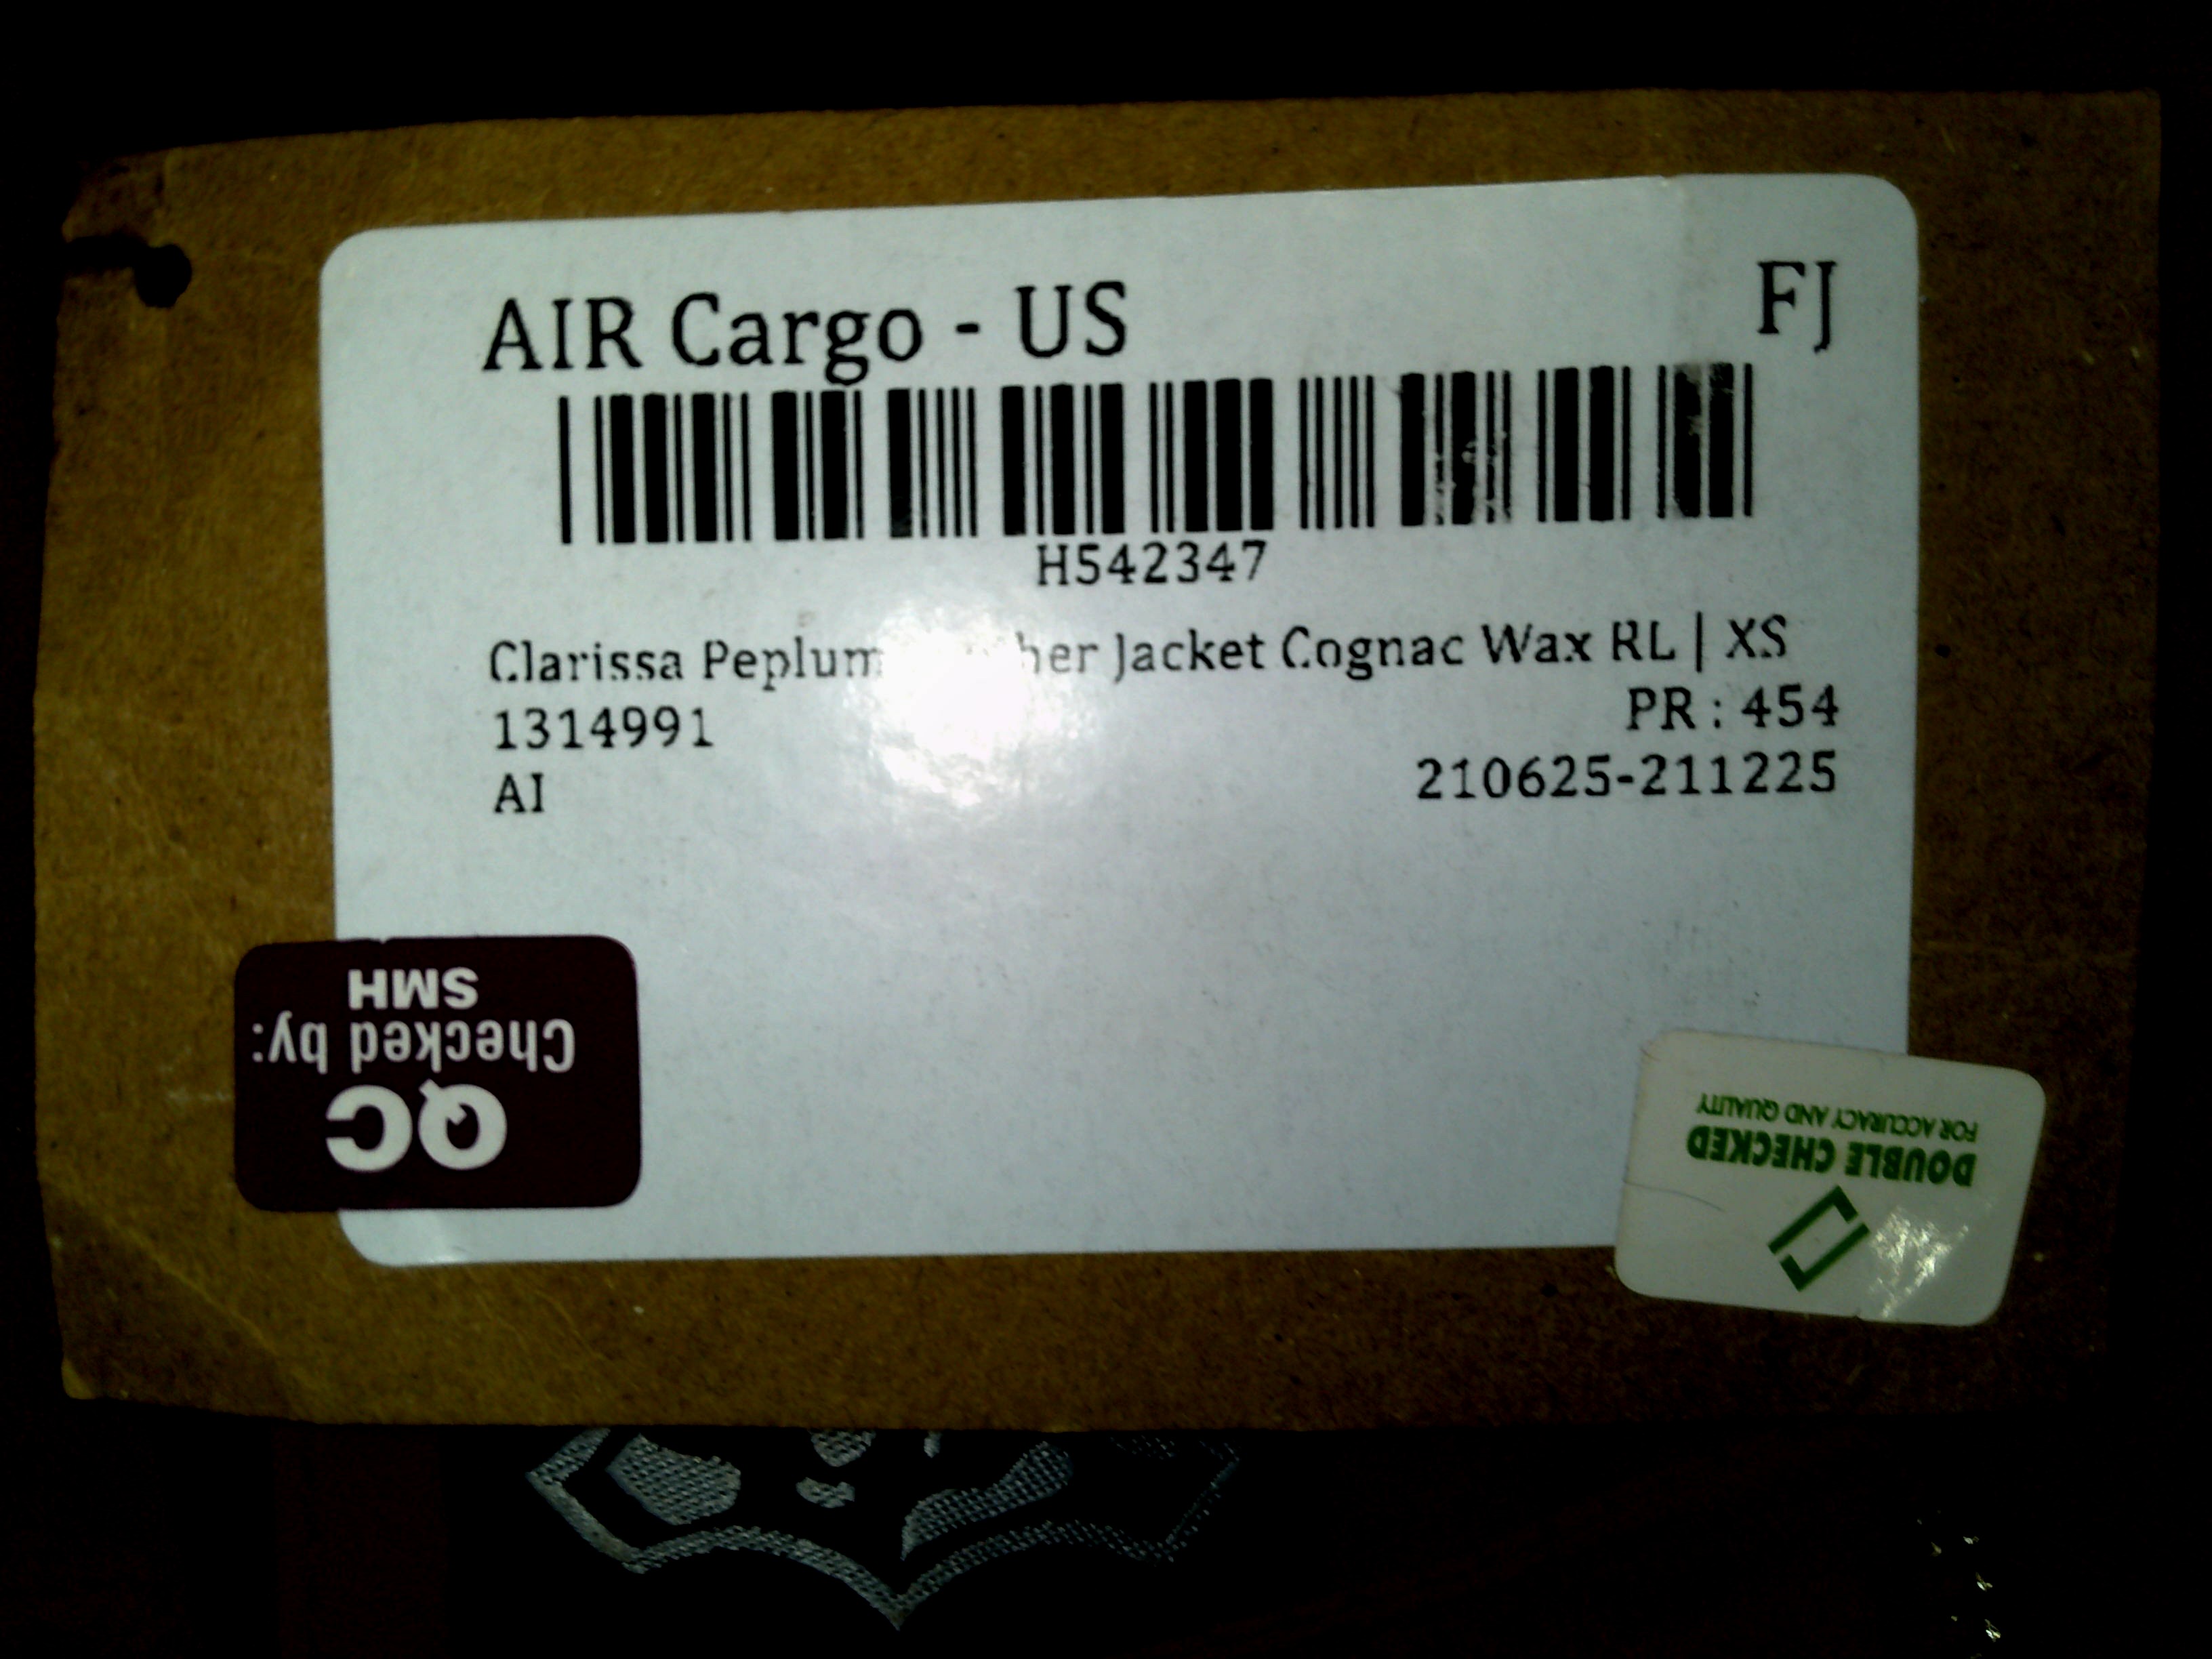 AIR Cargo - US
FJ
H542347
Clarissa Peplum Jacket Cognac Wax RL | XS
1314991
PR : 454
AI
210625-211225
QC
Checked by:
SMH
DOUBLE CHECKED
FOR ACCURACY AND QUALITY